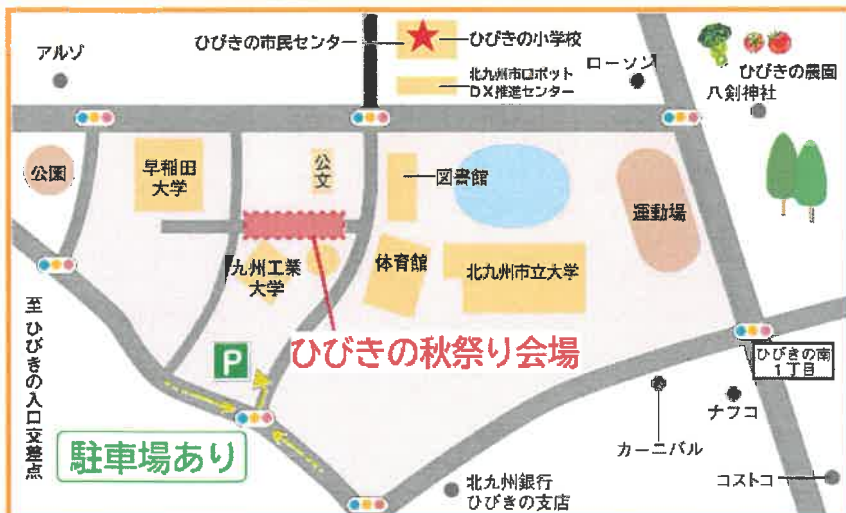 アルゾ
ひびきの市民センター
ひびきの小学校
北九州市ロボット
DX推進センター
ローソン
ひびきの農園
八剣神社
公園
早稲田
大学
公文
図書館
運動場
九州工業
大学
体育館
北九州市立大学
至 ひびきの入口交差点
P
ひびきの秋祭り会場
ひびきの南
1丁目
駐車場あり
ナフコ
カーニバル
コストコ
北九州銀行
ひびきの支店